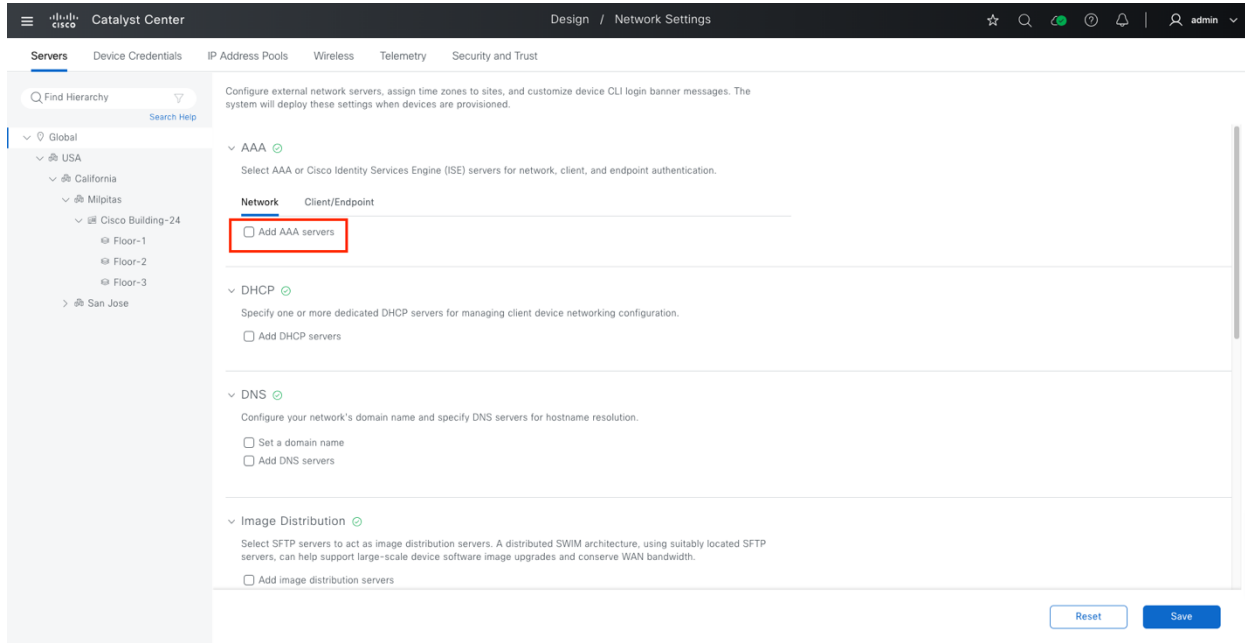 CISCO Catalyst Center
Design / Network Settings
admin
Servers Device Credentials IP Address Pools Wireless Telemetry Security and Trust
Find Hierarchy
Search Help
Global
USA
California
Milpitas
Cisco Building-24
Floor-1
Floor-2
Floor-3
San Jose
Configure external network servers, assign time zones to sites, and customize device CLI login banner messages. The
system will deploy these settings when devices are provisioned.
AAA
Select AAA or Cisco Identity Services Engine (ISE) servers for network, client, and endpoint authentication.
Network Client/Endpoint
Add AAA servers
DHCP
Specify one or more dedicated DHCP servers for managing client device networking configuration.
Add DHCP servers
DNS
Configure your network's domain name and specify DNS servers for hostname resolution.
Set a domain name
Add DNS servers
Image Distribution
Select SFTP servers to act as image distribution servers. A distributed SWIM architecture, using suitably located SFTP
servers, can help support large-scale device software image upgrades and conserve WAN bandwidth.
Add image distribution servers
Reset Save